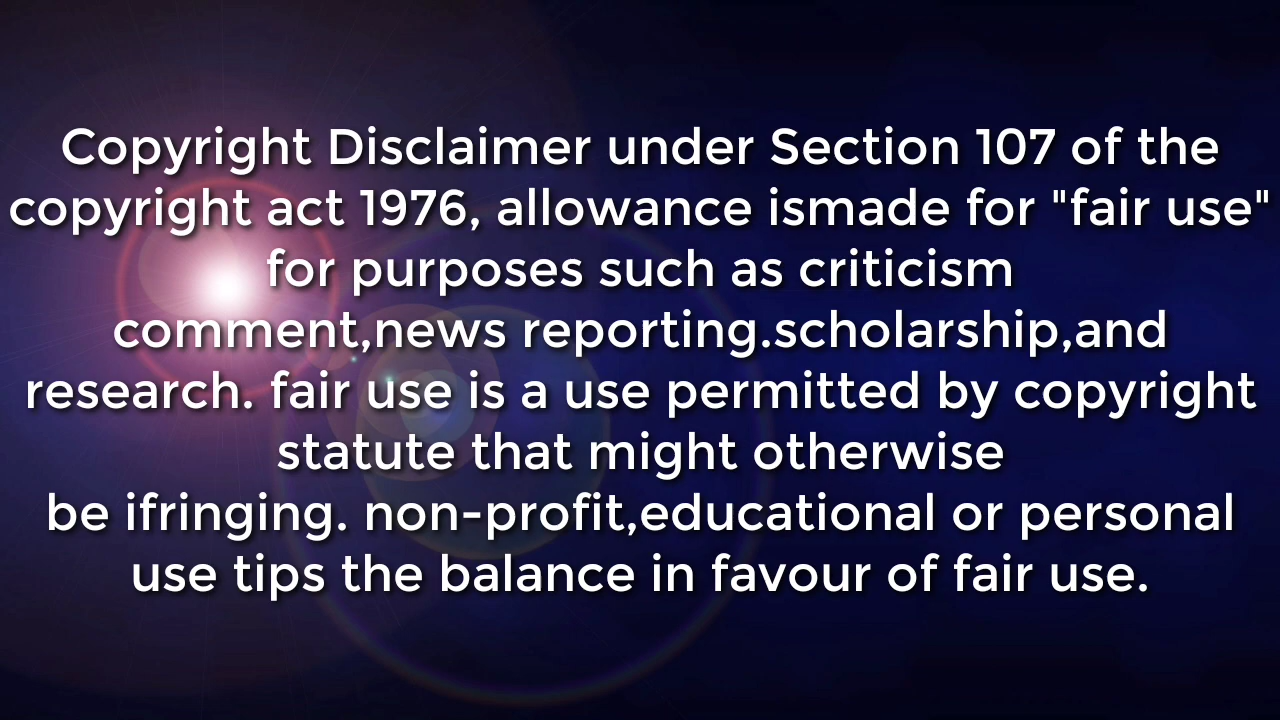 Copyright Disclaimer under Section 107 of the
copyright act 1976, allowance ismade for "fair use"
for purposes such as criticism
comment,news reporting.scholarship,and
research. fair use is a use permitted by copyright
statute that might otherwise
be ifringing. non-profit,educational or personal
use tips the balance in favour of fair use.